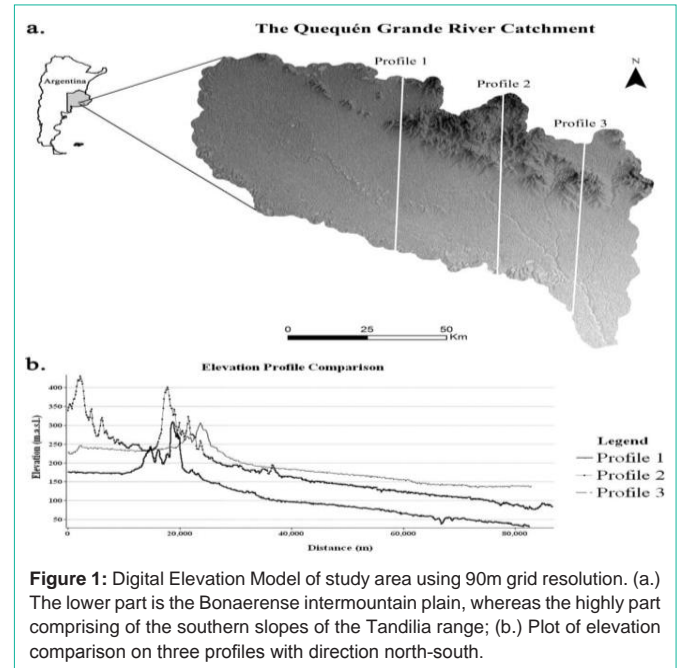 a.
The Quequén Grande River Catchment
Argentina
Profile 1
Profile 2
Profile 3
N
0 25 50
Km
b.
Elevation Profile Comparison
Elevation (m.a.s.l.)
400
350
300
250
200
150
100
50
0 20,000 40,000 60,000 80,000
Distance (m)
Legend
Profile 1
Profile 2
Profile 3
Figure 1: Digital Elevation Model of study area using 90m grid resolution. (a.)
The lower part is the Bonaerense intermountain plain, whereas the highly part
comprising of the southern slopes of the Tandilia range; (b.) Plot of elevation
comparison on three profiles with direction north-south.